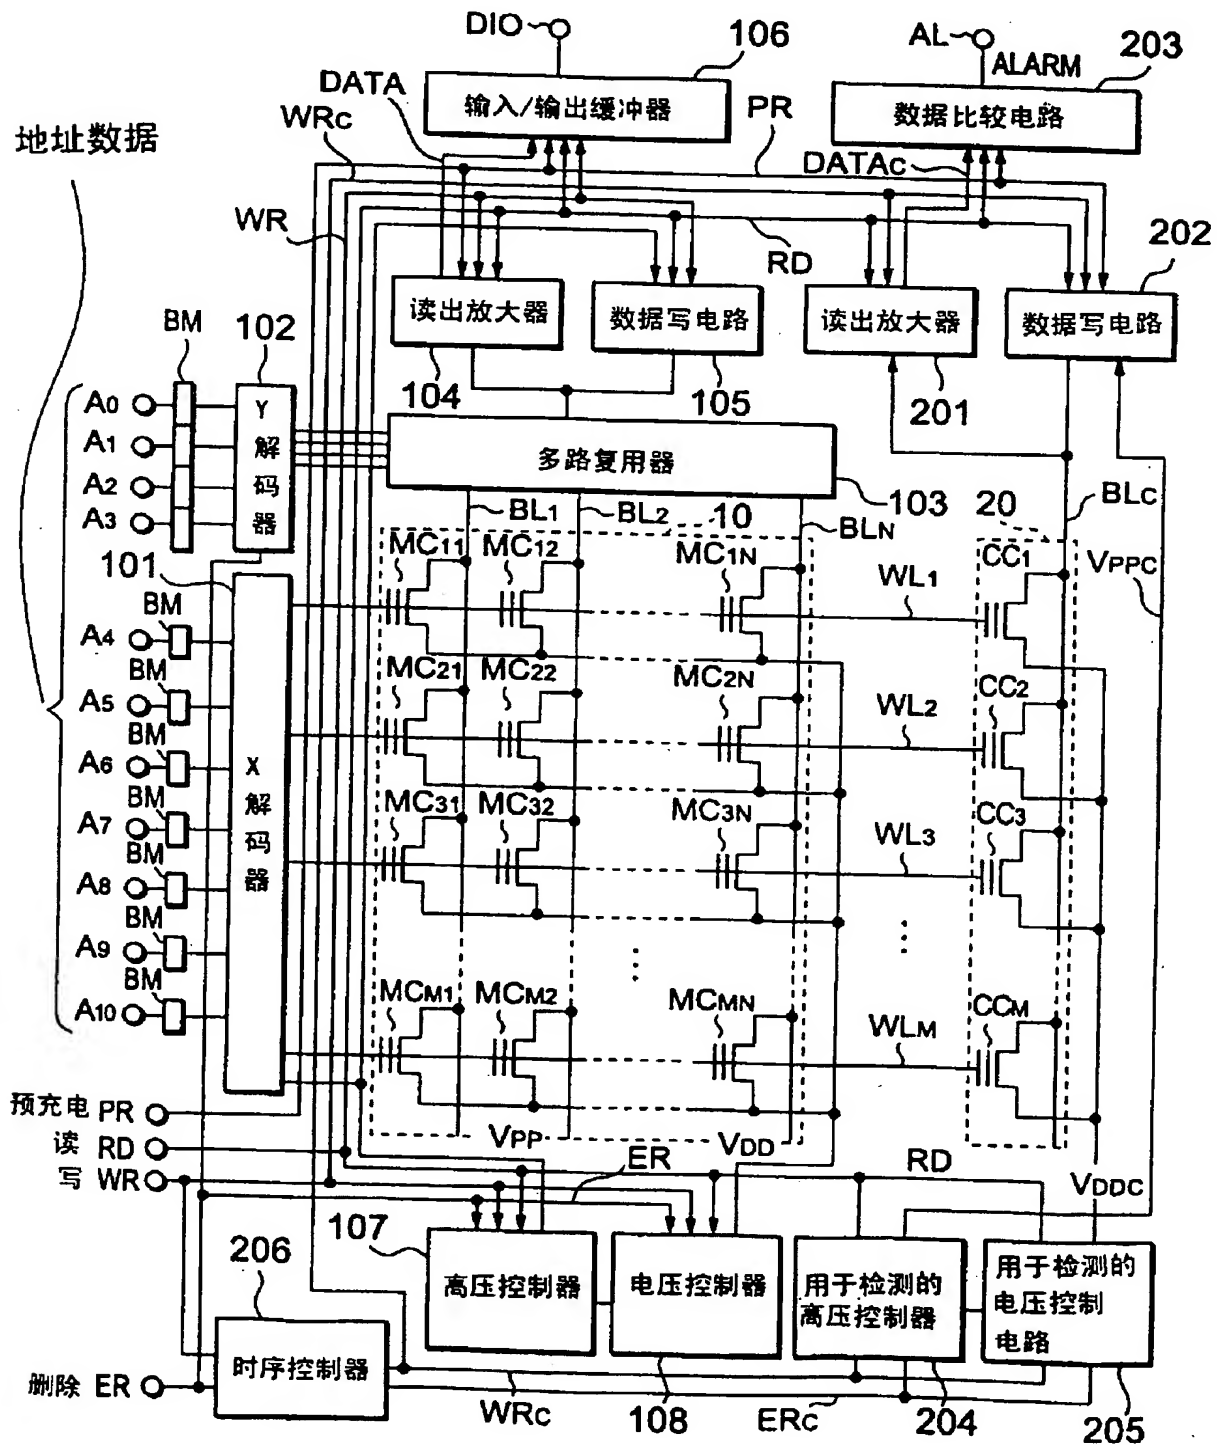 DIO
106
AL
ALARM
203
DATA
输入/输出缓冲器
PR
数据比较电路
WRC
地址数据
DATAC
WR
RD
202
读出放大器
数据写电路
读出放大器
数据写电路
BM
102
104
105
201
A0
A1
A2
A3
Y解码器
多路复用器
103
BL1
BL2
10
BLN
20
BLC
VPPC
101
MC11
MC12
MC1N
WL1
CC1
BM
A4
BM
A5
BM
A6
BM
A7
BM
A8
BM
A9
BM
A10
X解码器
MC21
MC22
MC2N
WL2
CC2
MC31
MC32
MC3N
WL3
CC3
MCM1
MCM2
MCMN
WLM
CCM
预充电 PR
读 RD
写 WR
VPP
VDD
ER
RD
VDDC
107
206
高压控制器
电压控制器
用于检测的
高压控制器
用于检测的
电压控制
电路
时序控制器
删除 ER
WRC
108
ERC
204
205